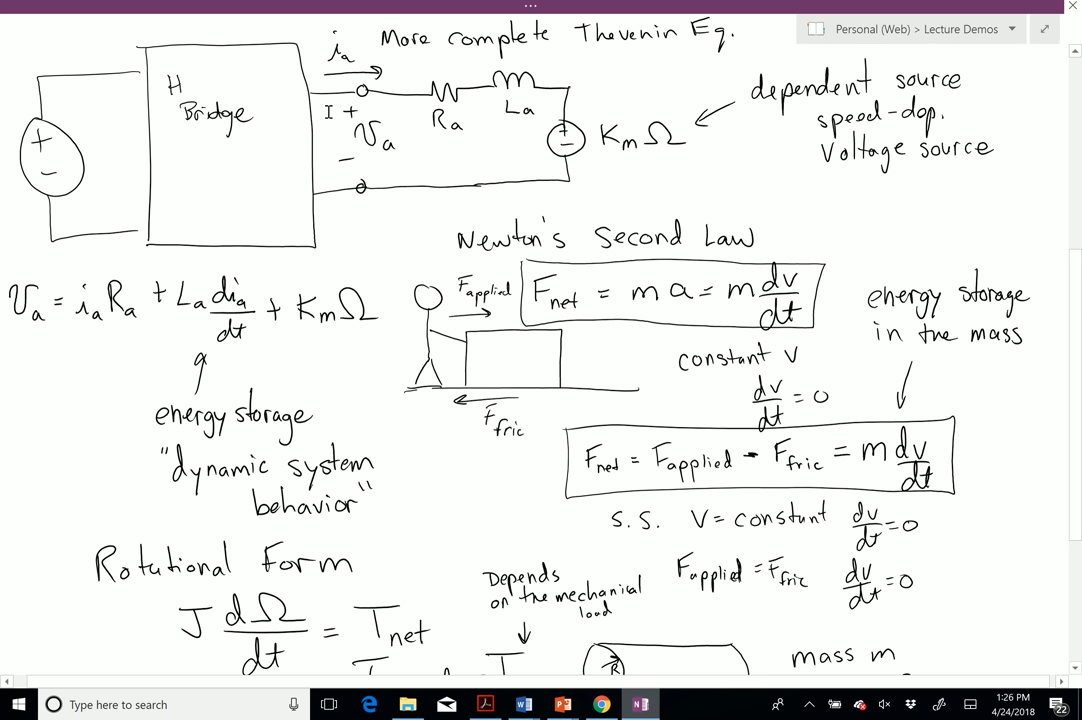 Personal (Web) > Lecture Demos
More complete Thevenin Eq.
ia
H
Bridge
I +
Va
-
Ra
La
+
-
KmΩ
dependent source
speed-dep.
Voltage source
+
-
Newton's Second Law
Va = iaRa + La dia/dt + KmΩ
Fapplied
Fnet = ma = m dv/dt
energy storage
in the mass
constant v
dv/dt = 0
Ffric
energy storage
"dynamic system
behavior"
Fnet = Fapplied - Ffric = m dv/dt
S.S. V = constant dv/dt = 0
Fapplied = Ffric dv/dt = 0
Rotational Form
J dΩ/dt = Tnet
Depends
on the mechanical
load
R
mass m
Type here to search
1:26 PM
4/24/2018
22